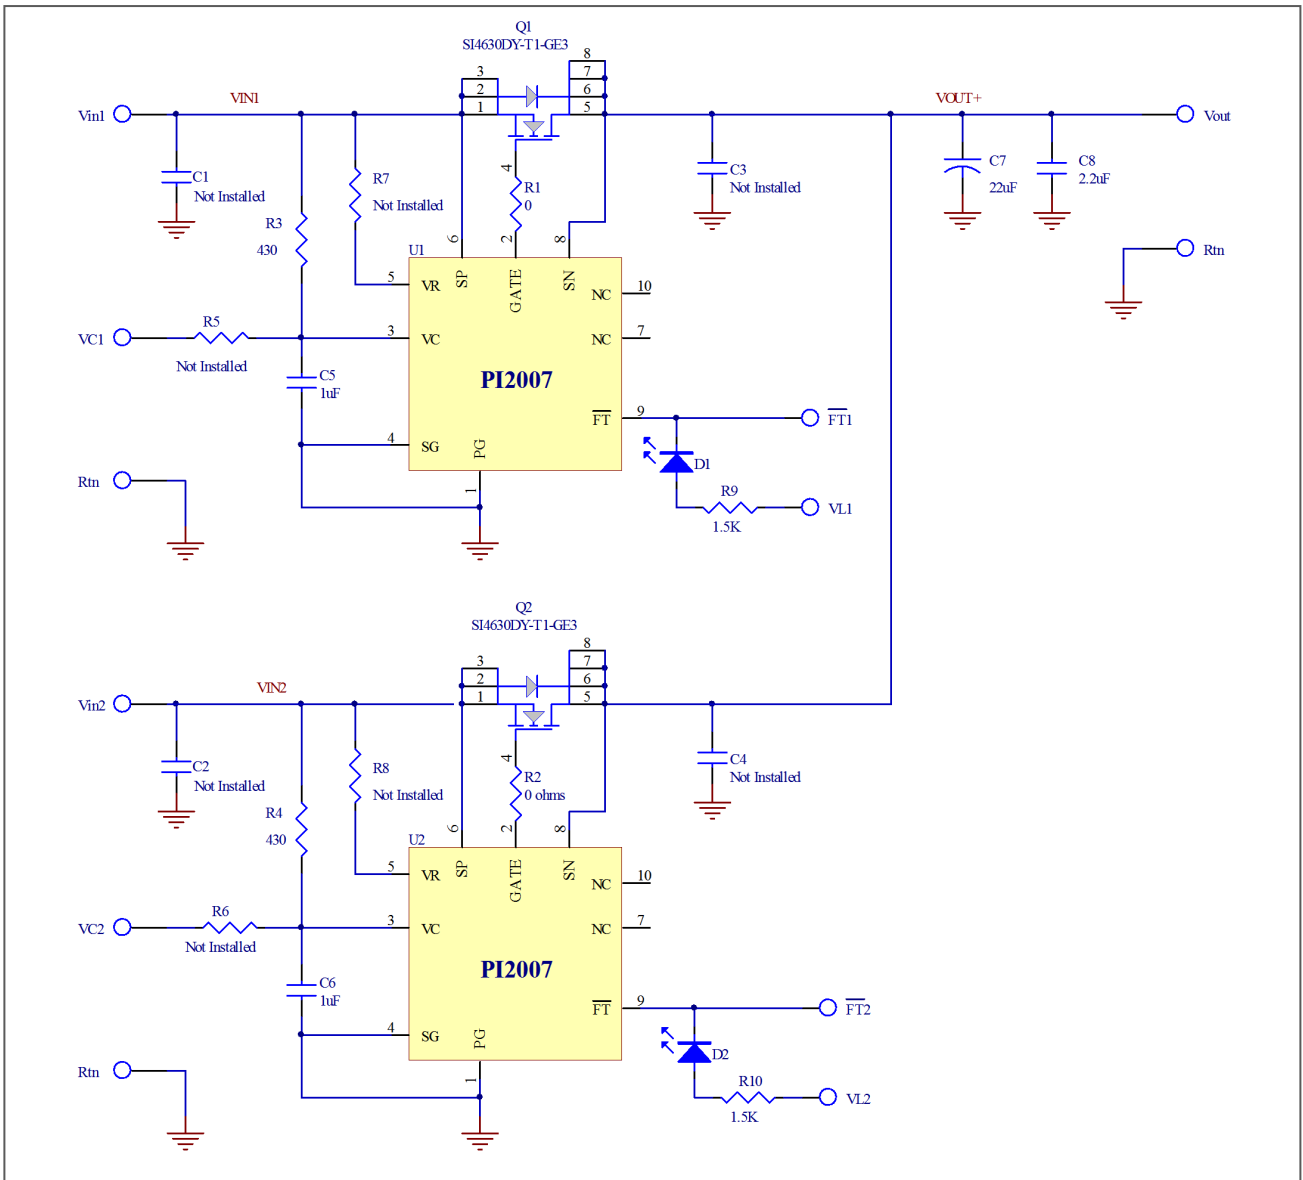 Q1
SI4630DY-T1-GE3
8
3 7
2 6
1 5
Vin1 VIN1 VOUT+ Vout
C1
Not Installed
R7
Not Installed
4
R1
0
C3
Not Installed
C7
22uF
C8
2.2uF
R3
430
6 2 8
U1
Rtn
5 VR SP GATE SN NC 10
VC1 R5
Not Installed
3 VC NC 7
C5
1uF
PI2007
FT 9 FT1
4 SG PG
D1
Rtn
1
R9
1.5K
VL1
Q2
SI4630DY-T1-GE3
8
3 7
2 6
1 5
Vin2 VIN2
C2
Not Installed
R8
Not Installed
4
R2
0 ohms
C4
Not Installed
R4
430
6 2 8
U2
5 VR SP GATE SN NC 10
VC2 R6
Not Installed
3 VC NC 7
C6
1uF
PI2007
FT 9 FT2
4 SG PG
D2
Rtn
1
R10
1.5K
VL2